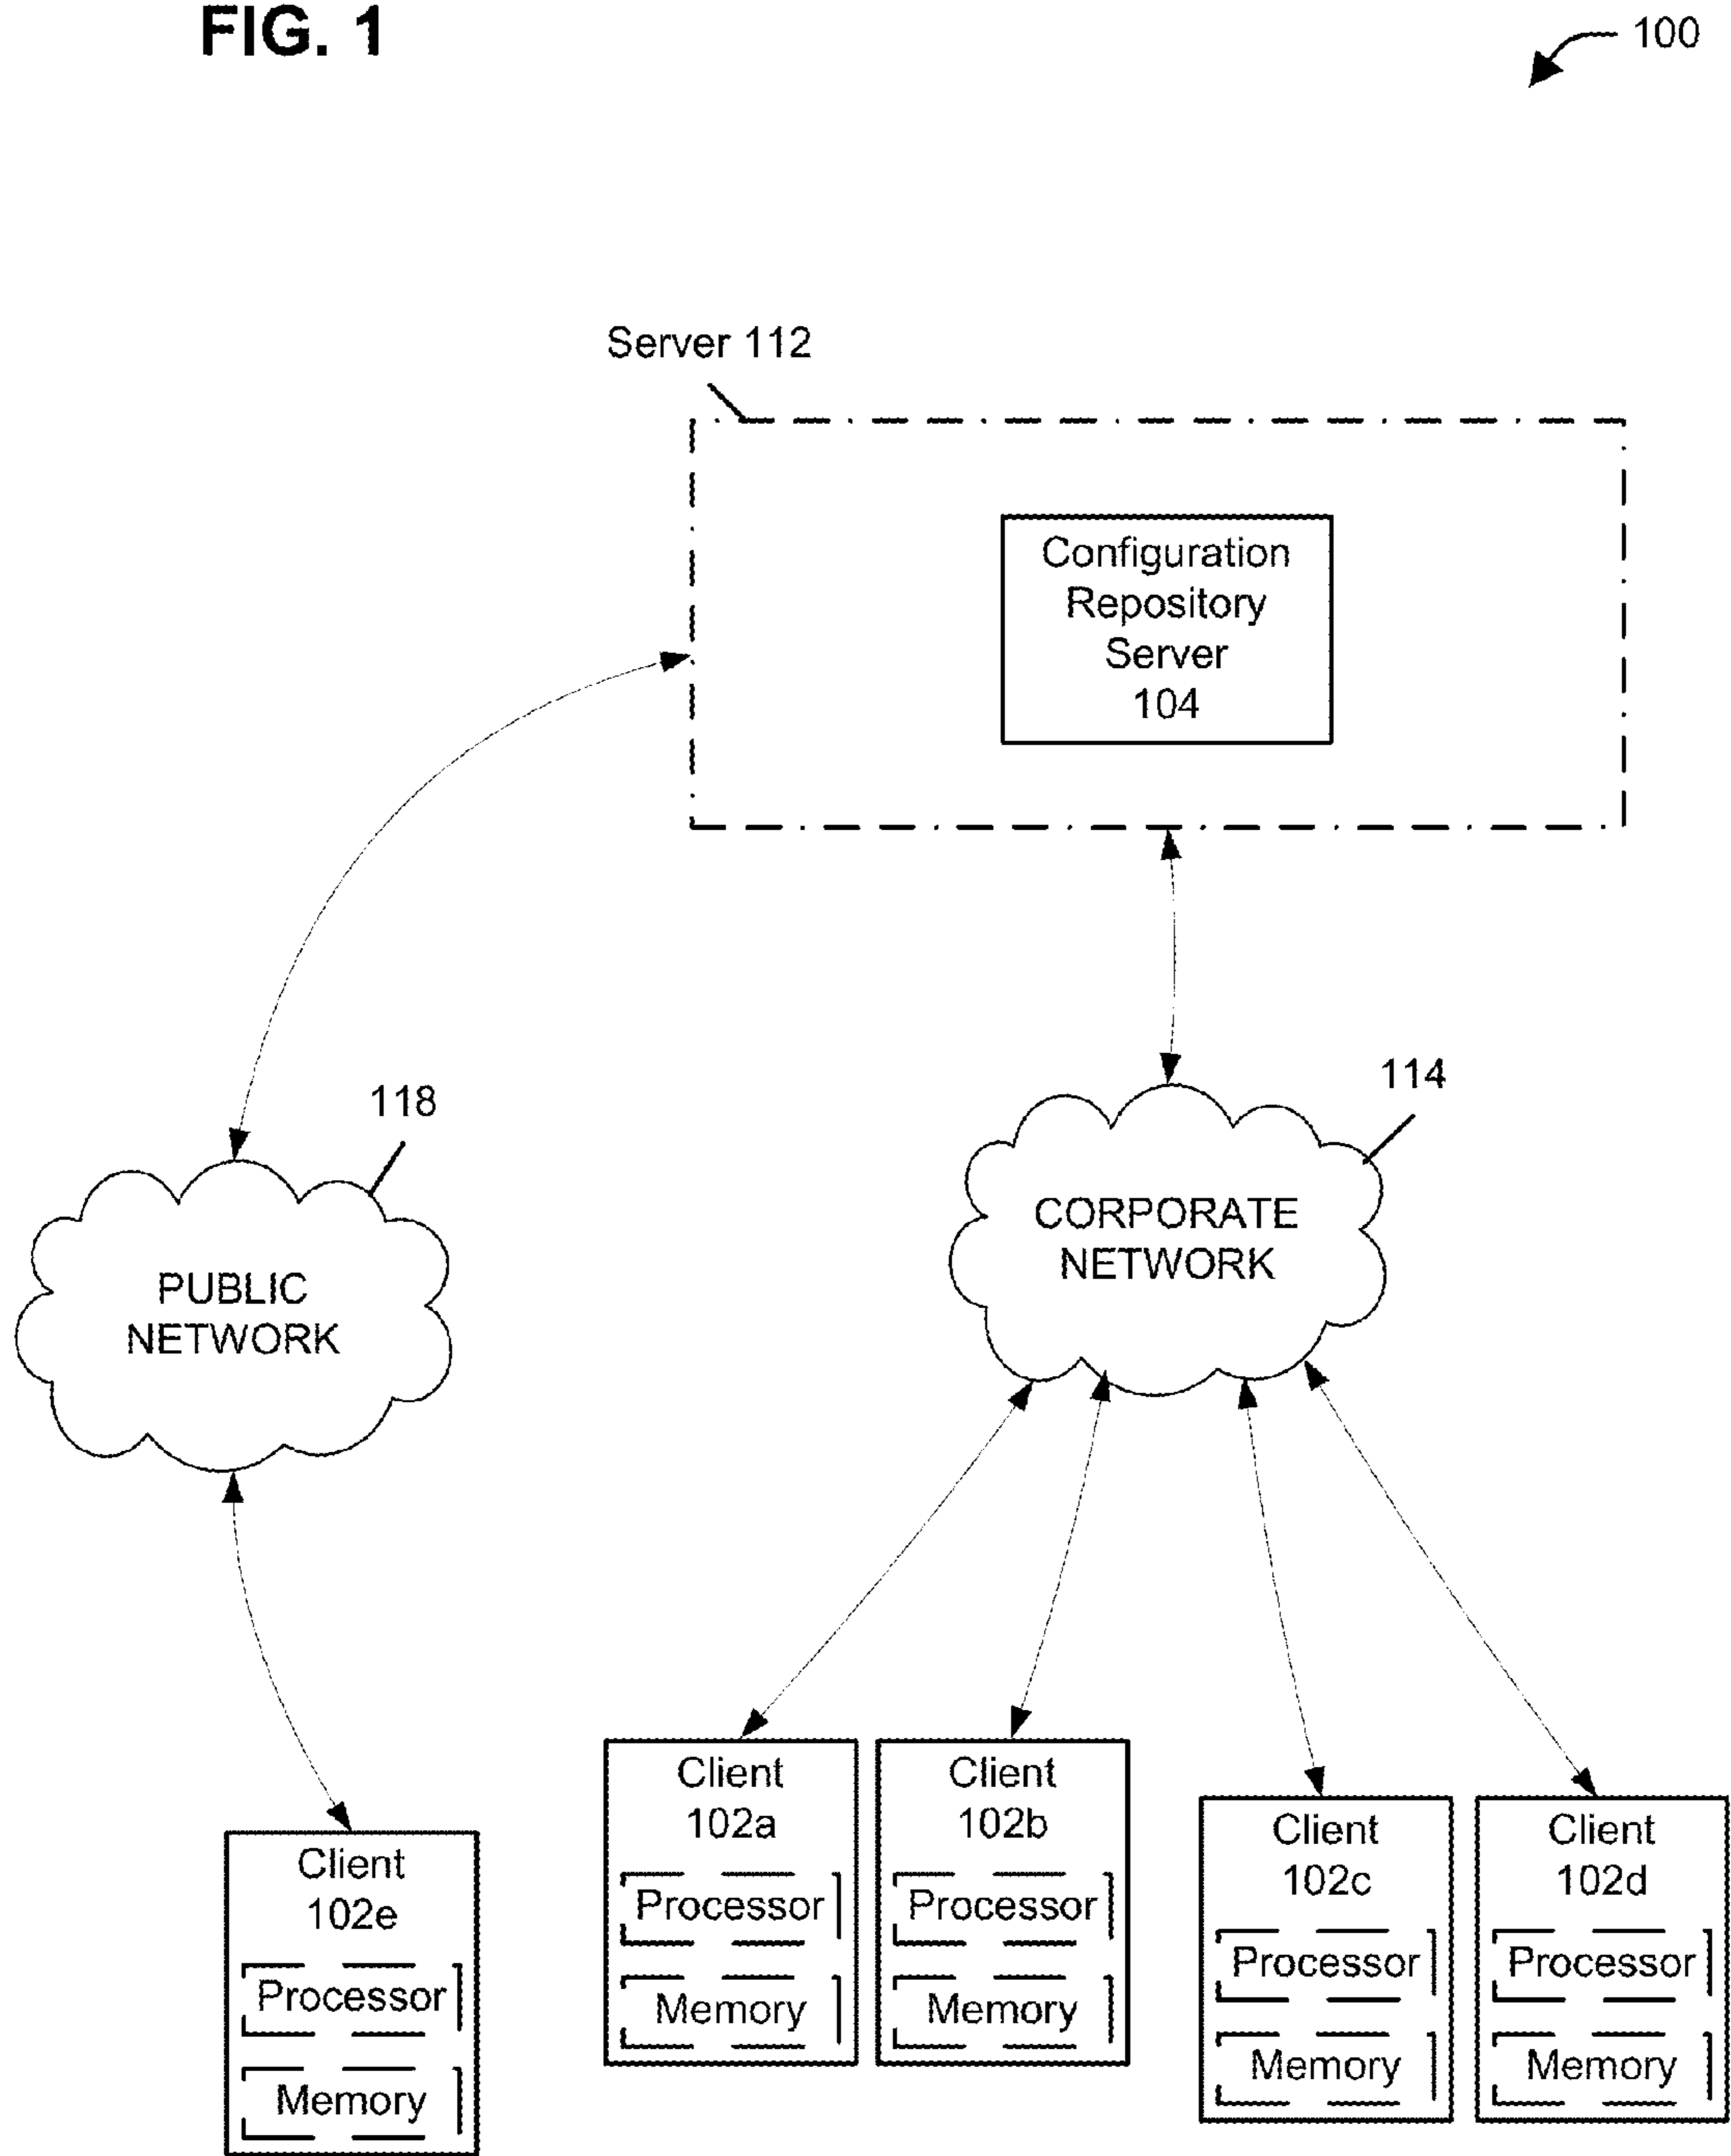 FIG. 1
100
Server 112
Configuration
Repository
Server
104
118
114
PUBLIC
NETWORK
CORPORATE
NETWORK
Client
102e
Processor
Memory
Client
102a
Processor
Memory
Client
102b
Processor
Memory
Client
102c
Processor
Memory
Client
102d
Processor
Memory